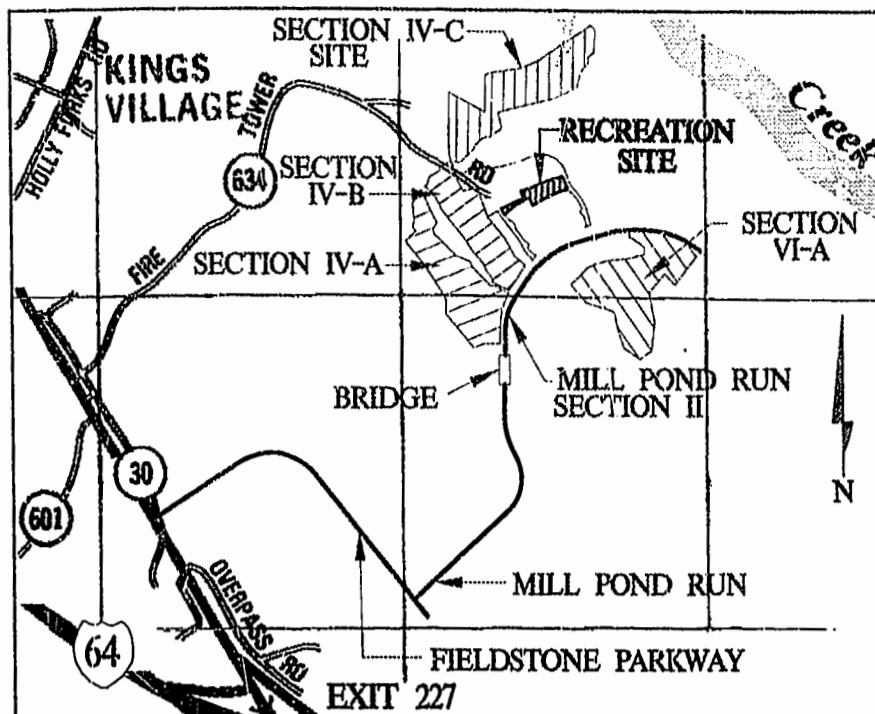 SECTION IV-C
SITE
KINGS
VILLAGE
HOLLY FORKS RD
TOWER
RD
RECREATION
SITE
Creek
634
SECTION
IV-B
SECTION
VI-A
FIRE
SECTION IV-A
BRIDGE
MILL POND RUN
SECTION II
30
601
N
OVERPASS
RD
MILL POND RUN
64
FIELDSTONE PARKWAY
EXIT 227